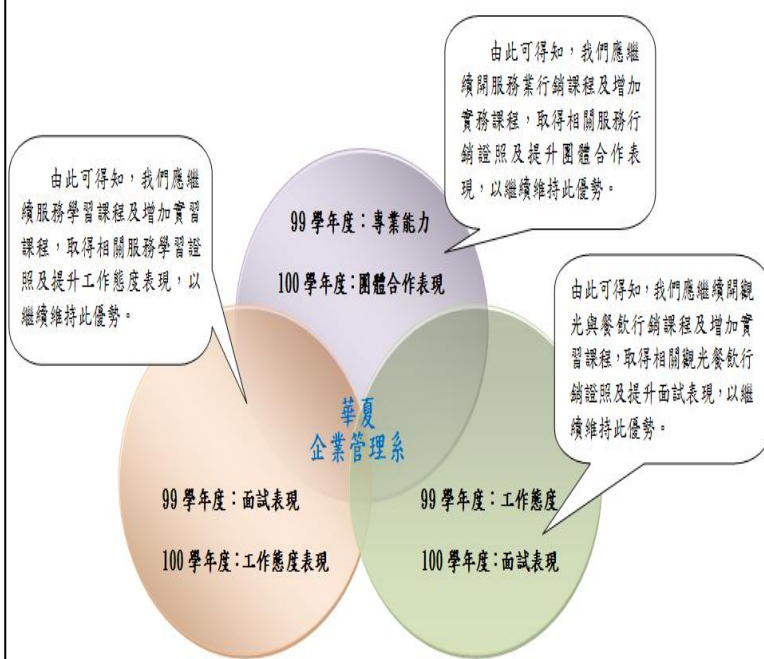 由此可得知，我們應繼
續開服務業行銷課程及增加
實務課程，取得相關服務行
銷證照及提升團體合作表
現，以繼續維持此優勢。
由此可得知，我們應繼
續服務學習課程及增加實習
課程，取得相關服務學習證
照及提升工作態度表現，以
繼續維持此優勢。
99 學年度：專業能力
100 學年度：團體合作表現
由此可得知，我們應繼續開觀
光與餐飲行銷課程及增加實
習課程，取得相關觀光餐飲行
銷證照及提升面試表現，以繼
續維持此優勢。
華夏
企業管理系
99 學年度：面試表現
100 學年度：工作態度表現
99 學年度：工作態度
100 學年度：面試表現